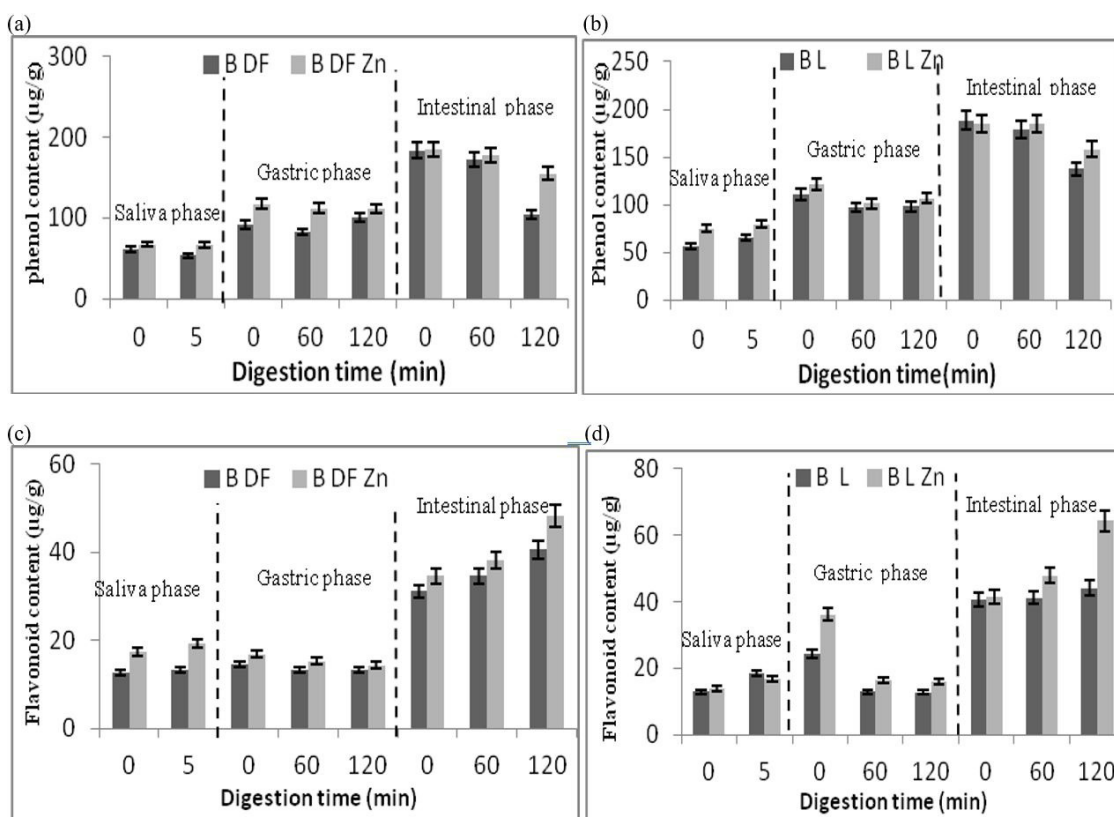 (a)
300
200
100
0
phenol content (µg/g)
B DF B DF Zn
Saliva phase
Gastric phase
Intestinal phase
0 5 0 60 120 0 60 120
Digestion time (min)
(b)
250
200
150
100
50
0
Phenol content (µg/g)
B L B L Zn
Saliva phase
Gastric phase
Intestinal phase
0 5 0 60 120 0 60 120
Digestion time(min)
(c)
60
40
20
0
Flavonoid content (µg/g)
B DF B DF Zn
Saliva phase
Gastric phase
Intestinal phase
0 5 0 60 120 0 60 120
Digestion time (min)
(d)
80
60
40
20
0
Flavonoid content (µg/g)
B L B L Zn
Saliva phase
Gastric phase
Intestinal phase
0 5 0 60 120 0 60 120
Digestion time (min)